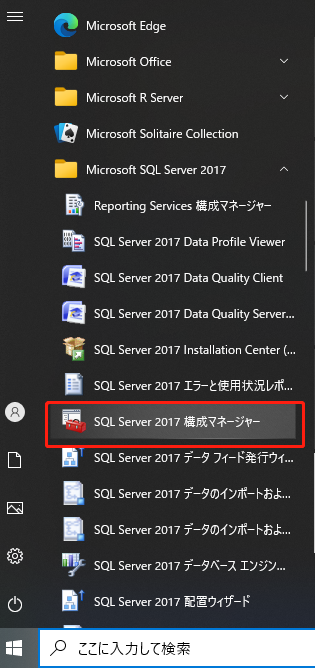 Microsoft Edge
Microsoft Office
Microsoft R Server
Microsoft Solitaire Collection
Microsoft SQL Server 2017
Reporting Services 構成マネージャー
SQL Server 2017 Data Profile Viewer
SQL Server 2017 Data Quality Client
SQL Server 2017 Data Quality Server...
SQL Server 2017 Installation Center (...
SQL Server 2017 エラーと使用状況レポ...
SQL Server 2017 構成マネージャー
SQL Server 2017 データ フィード発行ウィ...
SQL Server 2017 データのインポートおよ...
SQL Server 2017 データのインポートおよ...
SQL Server 2017 データベース エンジン...
SQL Server 2017 配置ウィザード
ここに入力して検索